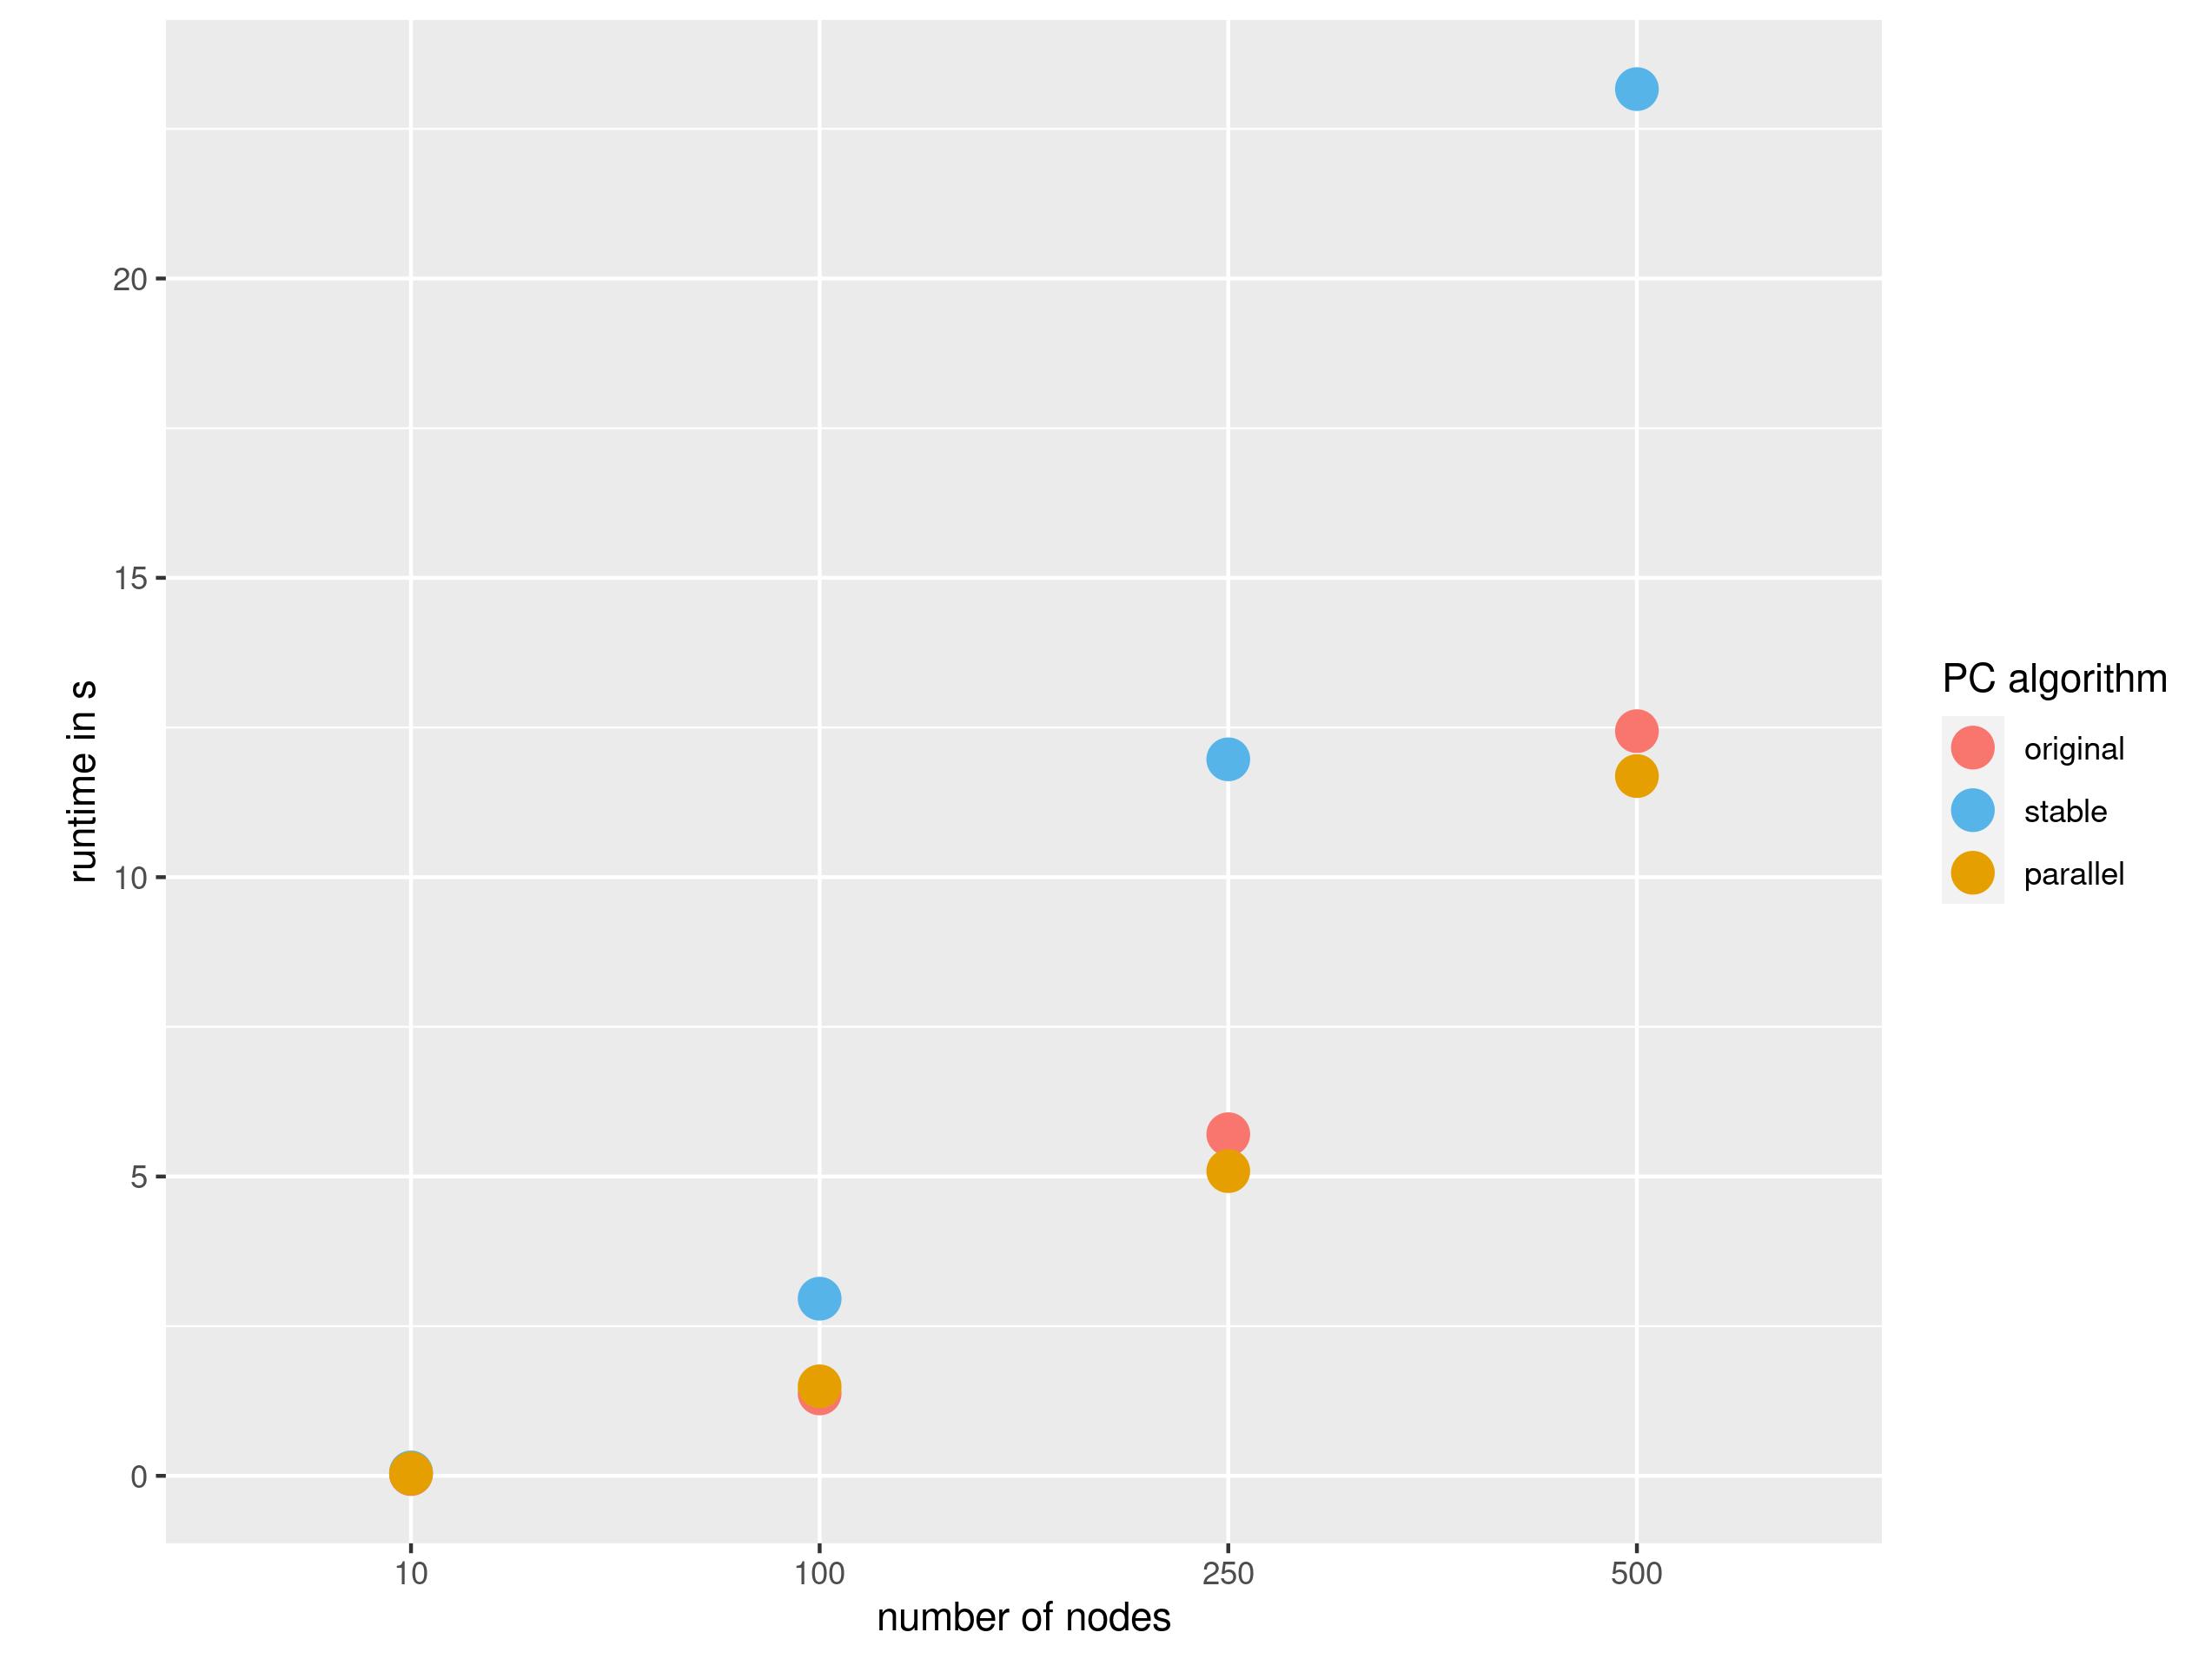 20
15
10
5
0
runtime in s
10 100 250 500
number of nodes
PC algorithm
original
stable
parallel